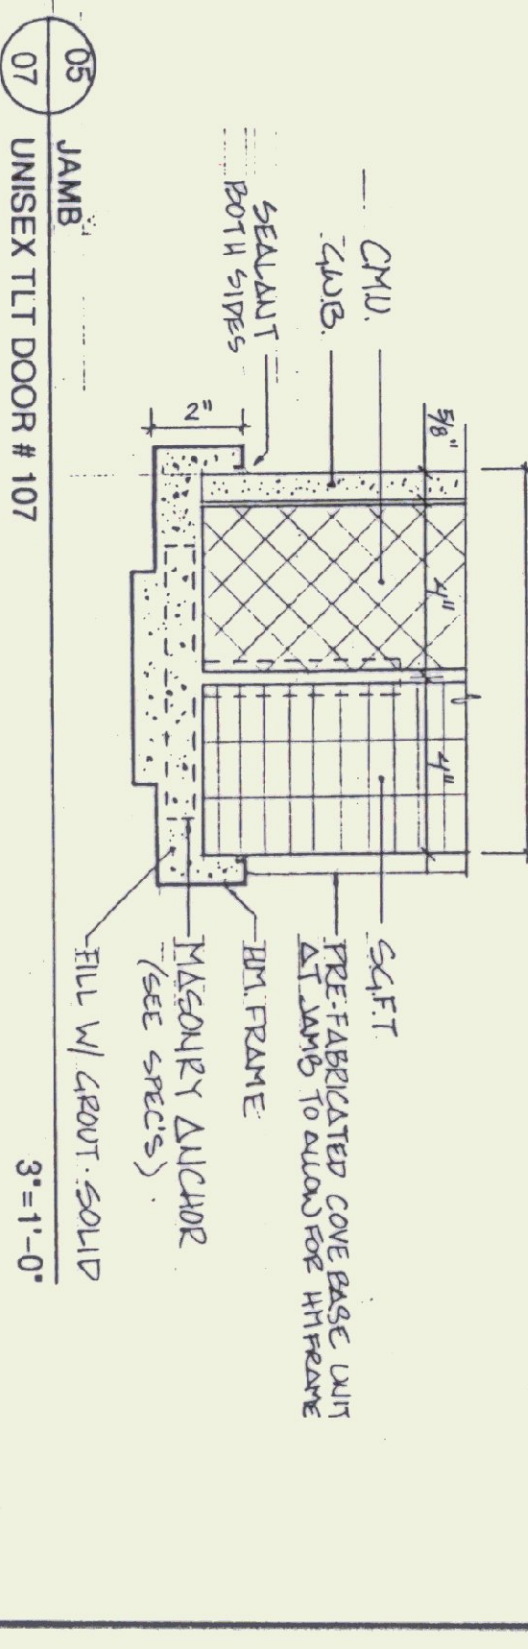 5/8"
4"
4"
C.M.U.
G.W.B.
SEALANT
BOTH SIDES
2"
S.G.F.T
PRE-FABRICATED COVE BASE UNIT
AT JAMB TO ALLOW FOR HM FRAME
HM. FRAME
MASONRY ANCHOR
(SEE SPEC'S).
FILL W/ GROUT. SOLID
05
07
JAMB
UNISEX TLT DOOR # 107
3"=1'-0"